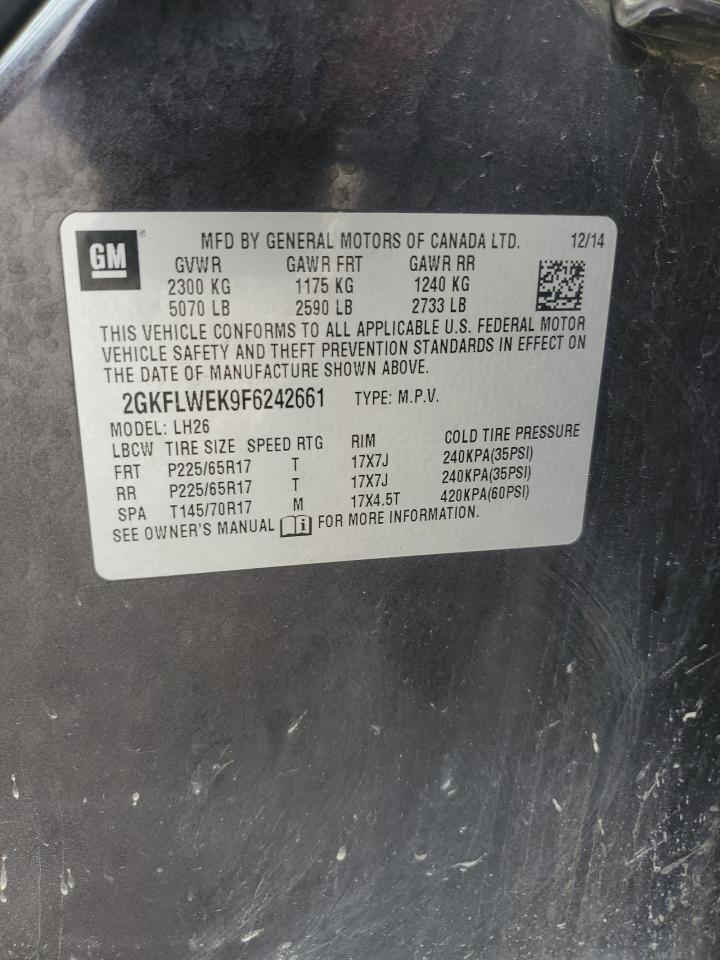 GM ® MFD BY GENERAL MOTORS OF CANADA LTD. 12/14
GVWR GAWR FRT GAWR RR
2300 KG 1175 KG 1240 KG
5070 LB 2590 LB 2733 LB
THIS VEHICLE CONFORMS TO ALL APPLICABLE U.S. FEDERAL MOTOR
VEHICLE SAFETY AND THEFT PREVENTION STANDARDS IN EFFECT ON
THE DATE OF MANUFACTURE SHOWN ABOVE.
2GKFLWEK9F6242661 TYPE: M.P.V.
MODEL: LH26
LBCW TIRE SIZE SPEED RTG RIM COLD TIRE PRESSURE
FRT P225/65R17 T 17X7J 240KPA(35PSI)
RR P225/65R17 T 17X7J 240KPA(35PSI)
SPA T145/70R17 M 17X4.5T 420KPA(60PSI)
SEE OWNER'S MANUAL i FOR MORE INFORMATION.